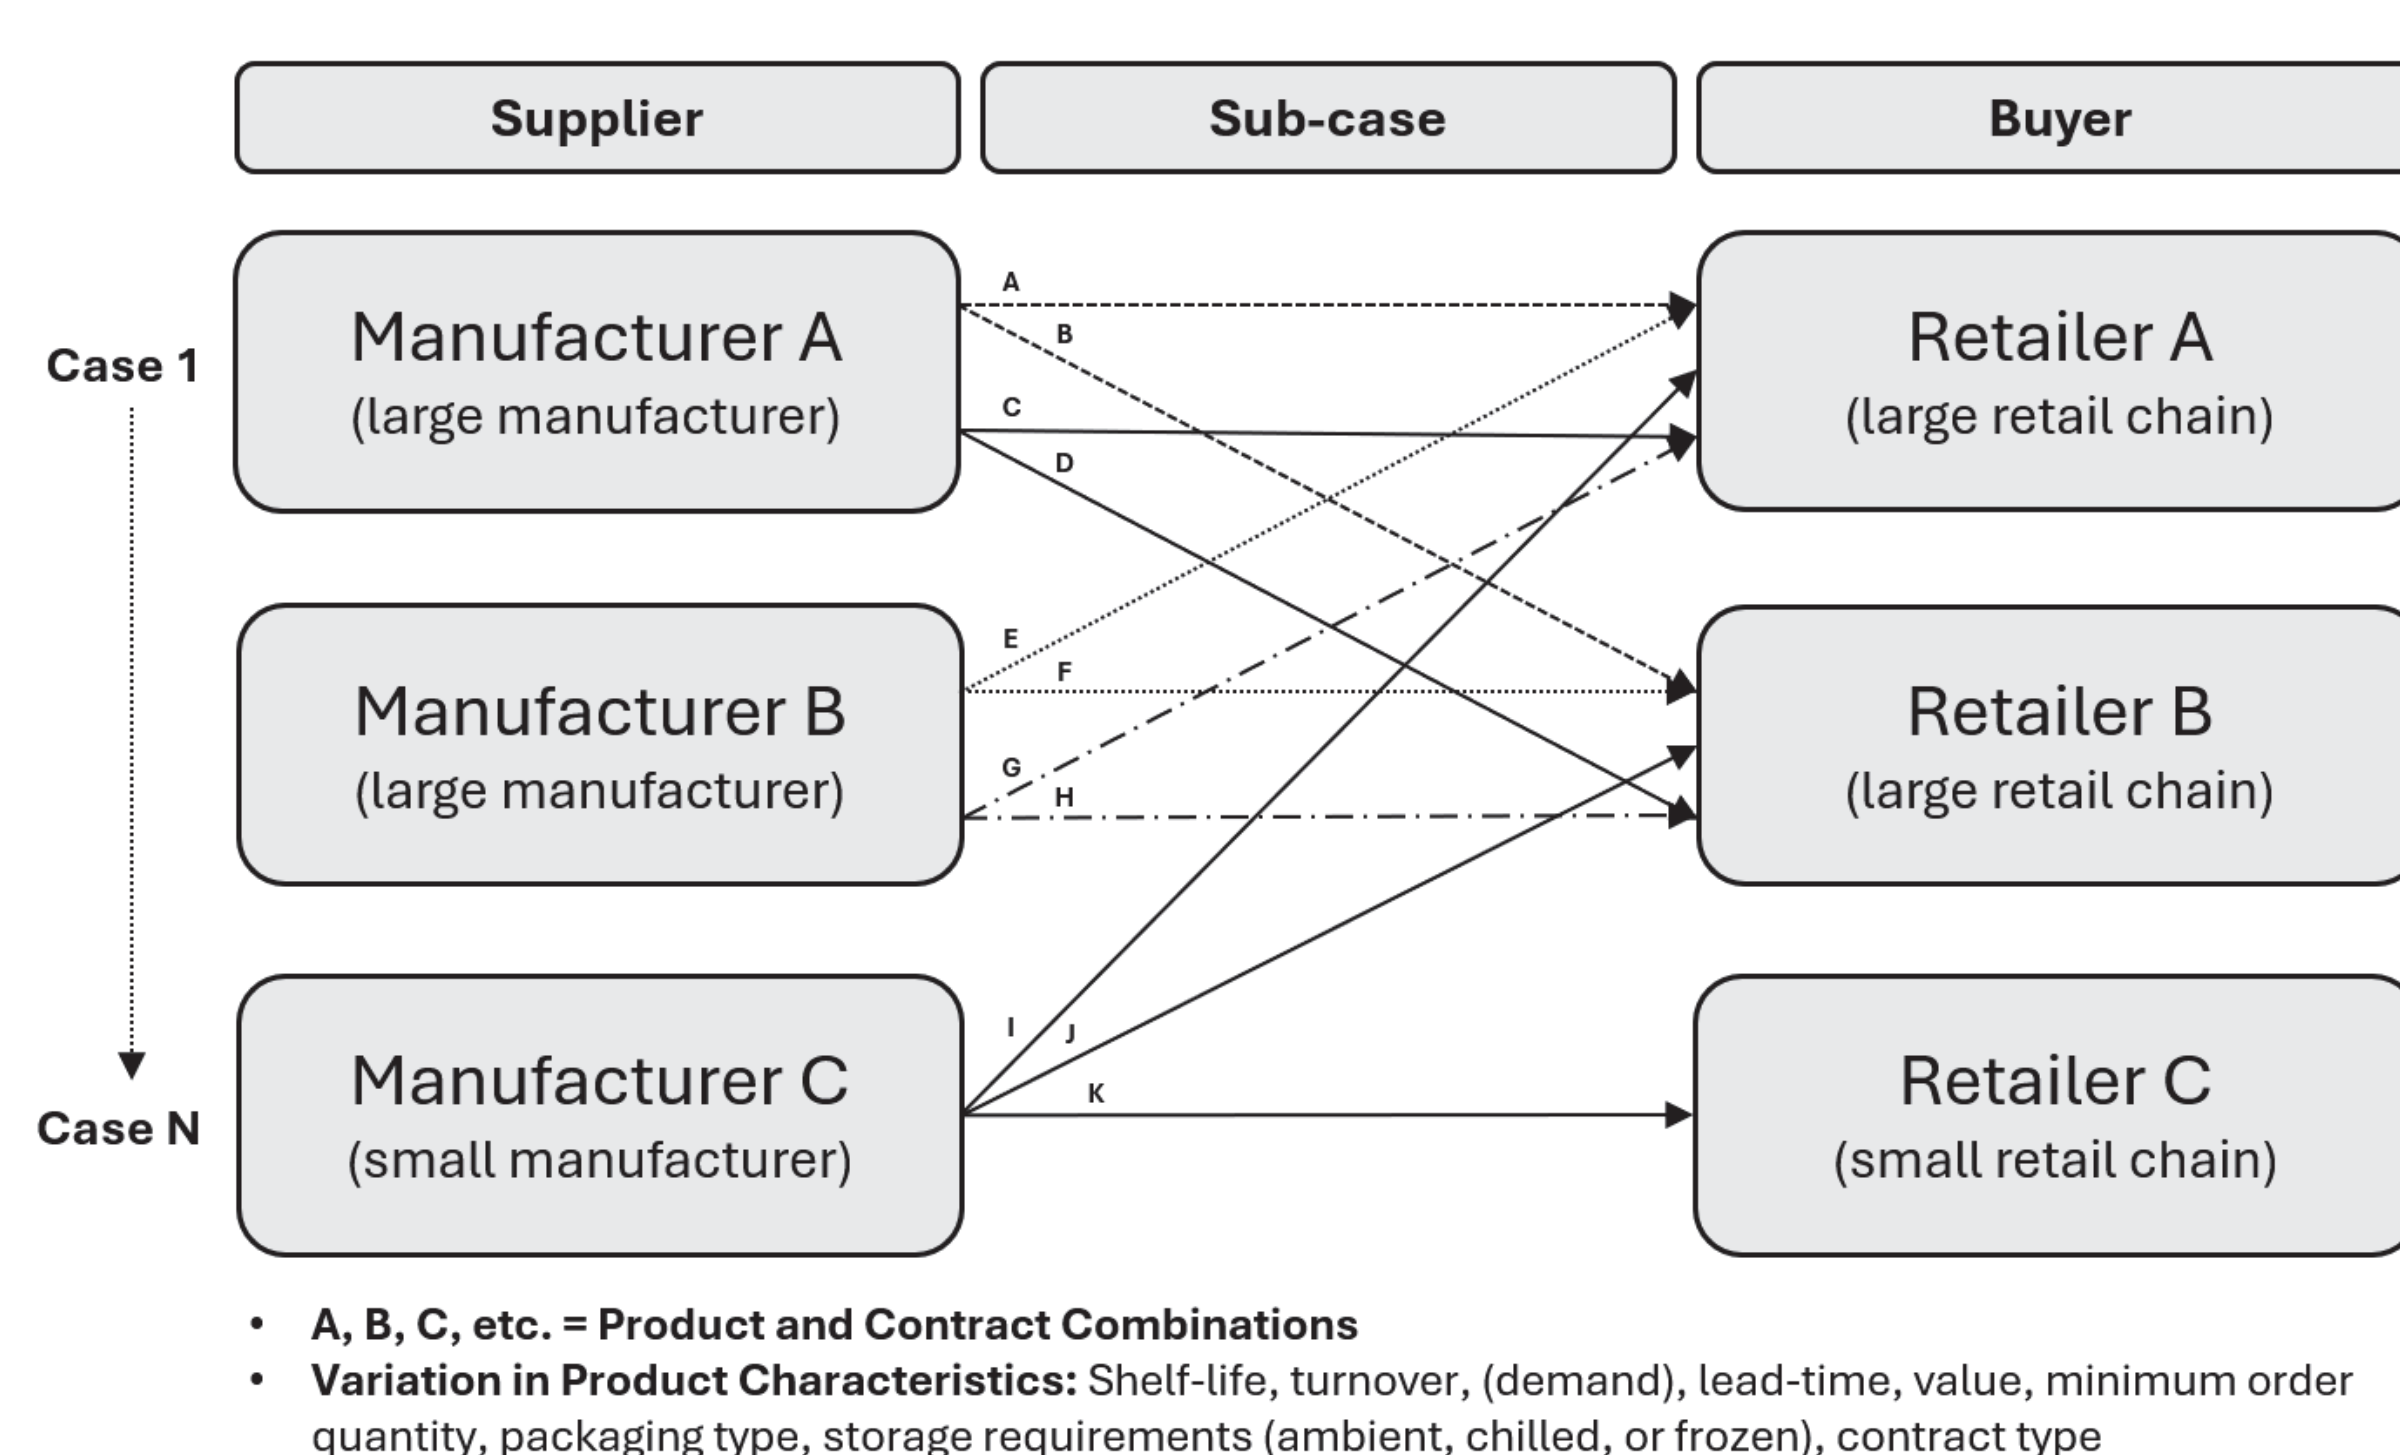 Supplier
Sub-case
Buyer
Case 1
Manufacturer A
(large manufacturer)
A
B
C
D
Retailer A
(large retail chain)
Manufacturer B
(large manufacturer)
E
F
G
H
Retailer B
(large retail chain)
Case N
Manufacturer C
(small manufacturer)
I
J
K
Retailer C
(small retail chain)
• A, B, C, etc. = Product and Contract Combinations
• Variation in Product Characteristics: Shelf-life, turnover, (demand), lead-time, value, minimum order
quantity, packaging type, storage requirements (ambient, chilled, or frozen), contract type